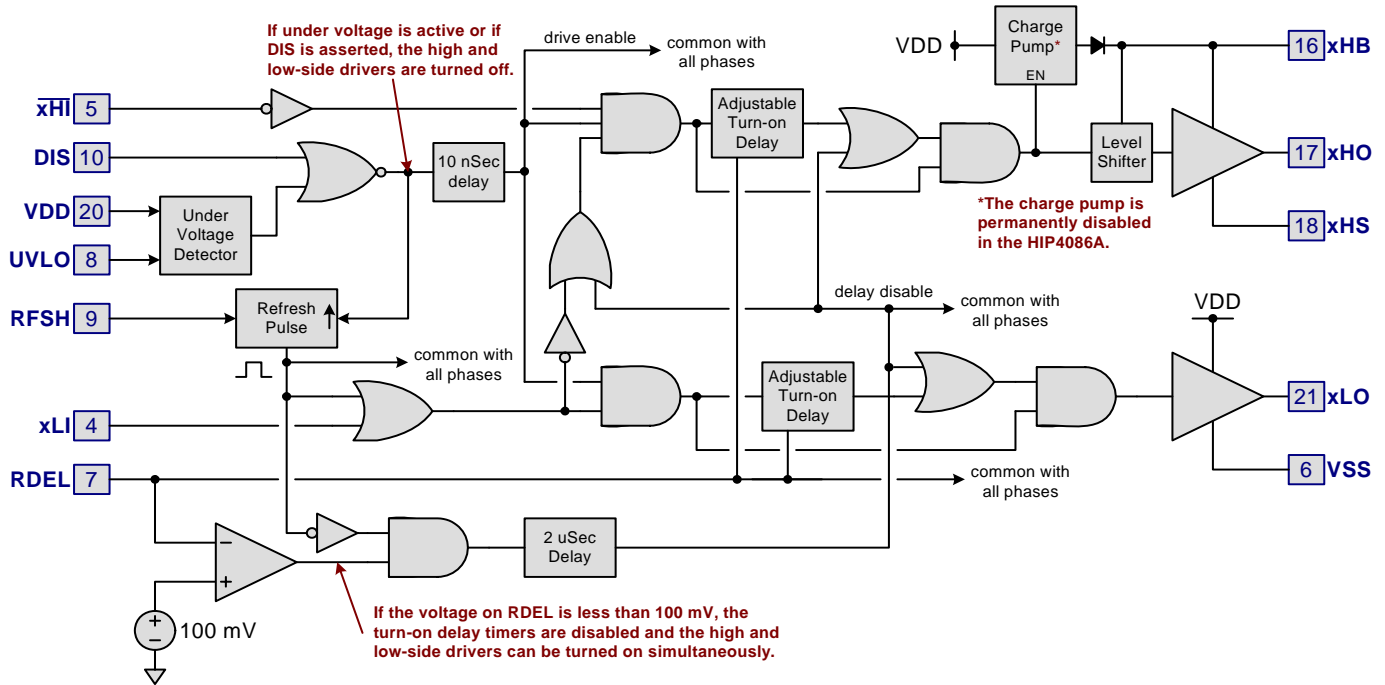 If under voltage is active or if
DIS is asserted, the high and
low-side drivers are turned off.
drive enable
common with
all phases
VDD
Charge
Pump*
EN
16 xHB
xHI 5
DIS 10
10 nSec
delay
Adjustable
Turn-on
Delay
Level
Shifter
17 xHO
VDD 20
UVLO 8
Under
Voltage
Detector
*The charge pump is
permanently disabled
in the HIP4086A.
18 xHS
RFSH 9
Refresh
Pulse
delay disable
common with
all phases
VDD
common with
all phases
Adjustable
Turn-on
Delay
21 xLO
xLI 4
RDEL 7
common with
all phases
6 VSS
−
+
2 uSec
Delay
+
−
100 mV
If the voltage on RDEL is less than 100 mV, the
turn-on delay timers are disabled and the high and
low-side drivers can be turned on simultaneously.